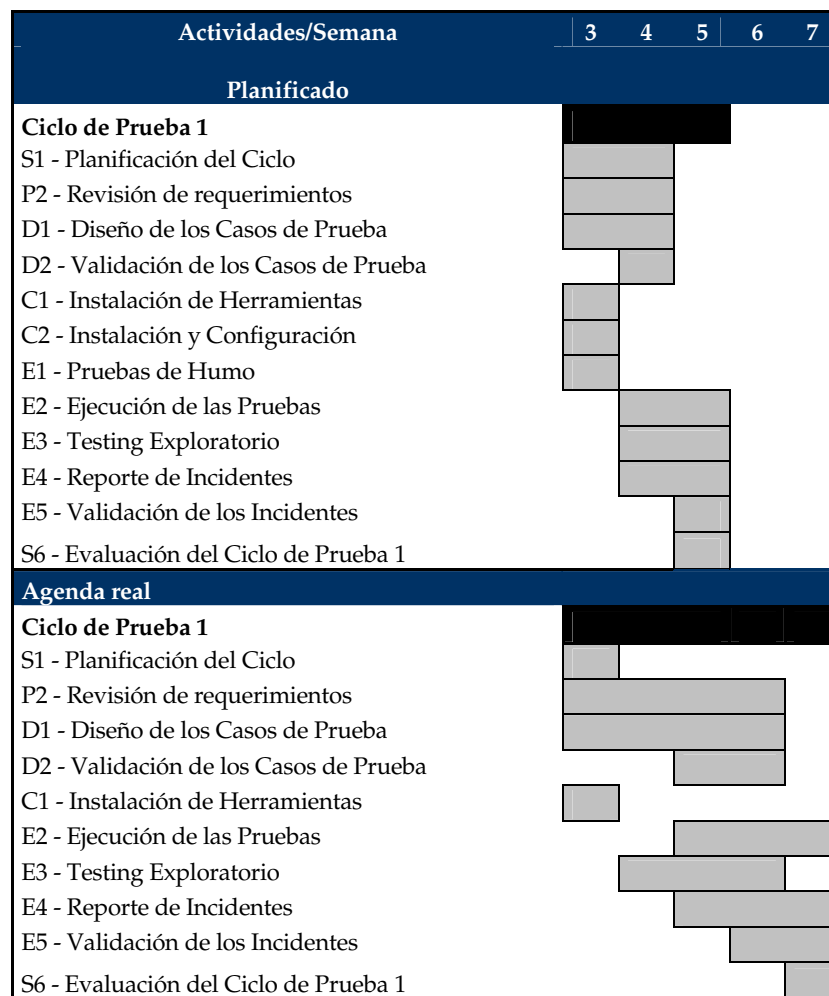 Actividades/Semana 3 4 5 6 7
Planificado
Ciclo de Prueba 1
S1 - Planificación del Ciclo
P2 - Revisión de requerimientos
D1 - Diseño de los Casos de Prueba
D2 - Validación de los Casos de Prueba
C1 - Instalación de Herramientas
C2 - Instalación y Configuración
E1 - Pruebas de Humo
E2 - Ejecución de las Pruebas
E3 - Testing Exploratorio
E4 - Reporte de Incidentes
E5 - Validación de los Incidentes
S6 - Evaluación del Ciclo de Prueba 1
Agenda real
Ciclo de Prueba 1
S1 - Planificación del Ciclo
P2 - Revisión de requerimientos
D1 - Diseño de los Casos de Prueba
D2 - Validación de los Casos de Prueba
C1 - Instalación de Herramientas
E2 - Ejecución de las Pruebas
E3 - Testing Exploratorio
E4 - Reporte de Incidentes
E5 - Validación de los Incidentes
S6 - Evaluación del Ciclo de Prueba 1